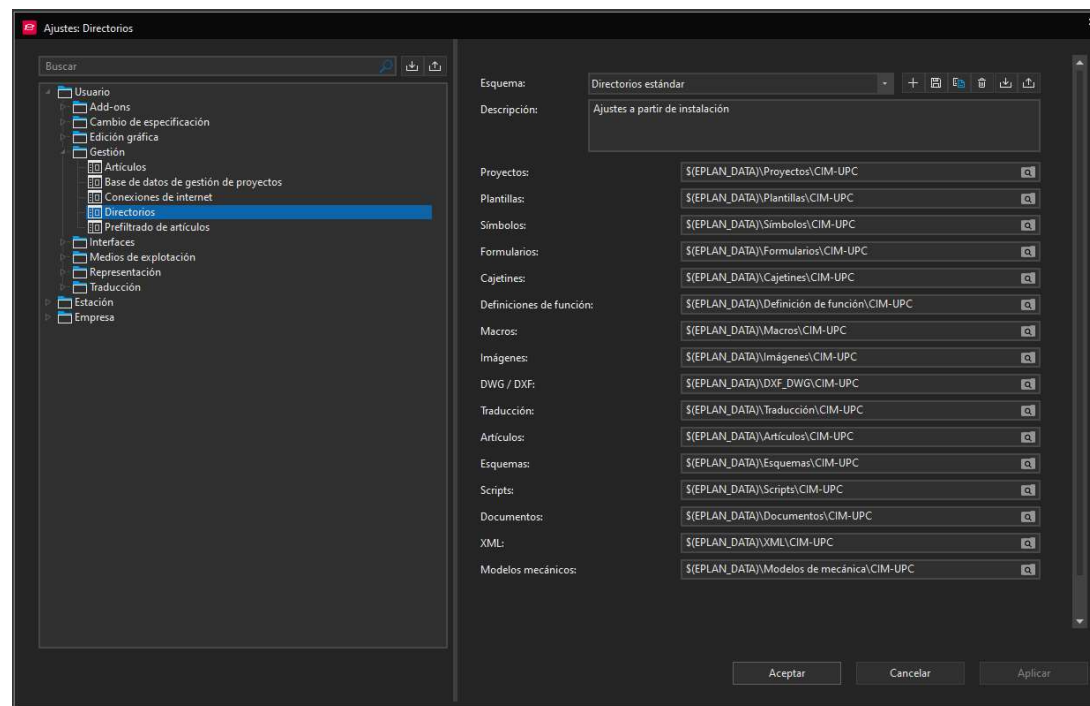 Ajustes: Directorios
Buscar
Usuario
Add-ons
Cambio de especificación
Edición gráfica
Gestión
Artículos
Base de datos de gestión de proyectos
Conexiones de internet
Directorios
Prefiltrado de artículos
Interfaces
Medios de explotación
Representación
Traducción
Estación
Empresa
Esquema: Directorios estándar
Descripción: Ajustes a partir de instalación
Proyectos: $(EPLAN_DATA)\Proyectos\CIM-UPC
Plantillas: $(EPLAN_DATA)\Plantillas\CIM-UPC
Símbolos: $(EPLAN_DATA)\Símbolos\CIM-UPC
Formularios: $(EPLAN_DATA)\Formularios\CIM-UPC
Cajetines: $(EPLAN_DATA)\Cajetines\CIM-UPC
Definiciones de función: $(EPLAN_DATA)\Definición de función\CIM-UPC
Macros: $(EPLAN_DATA)\Macros\CIM-UPC
Imágenes: $(EPLAN_DATA)\Imágenes\CIM-UPC
DWG / DXF: $(EPLAN_DATA)\DXF_DWG\CIM-UPC
Traducción: $(EPLAN_DATA)\Traducción\CIM-UPC
Artículos: $(EPLAN_DATA)\Artículos\CIM-UPC
Esquemas: $(EPLAN_DATA)\Esquemas\CIM-UPC
Scripts: $(EPLAN_DATA)\Scripts\CIM-UPC
Documentos: $(EPLAN_DATA)\Documentos\CIM-UPC
XML: $(EPLAN_DATA)\XML\CIM-UPC
Modelos mecánicos: $(EPLAN_DATA)\Modelos de mecánica\CIM-UPC
Aceptar Cancelar Aplicar